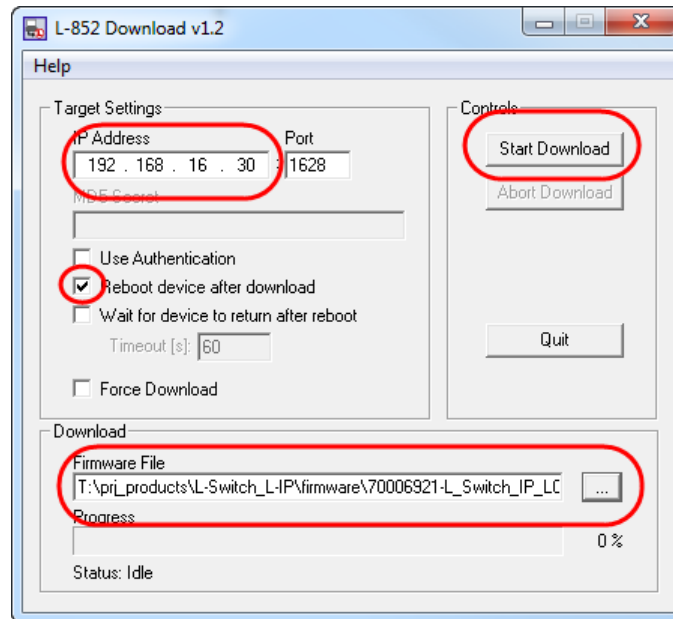 L-852 Download v1.2
Help
Target Settings
IP Address Port
192 . 168 . 16 . 30 : 1628
MD5 Secret
Use Authentication
Reboot device after download
Wait for device to return after reboot
Timeout [s]: 60
Force Download
Controls
Start Download
Abort Download
Quit
Download
Firmware File
T:\prj_products\L-Switch_L-IP\firmware\70006921-L_Switch_IP_LC ...
Progress
0 %
Status: Idle